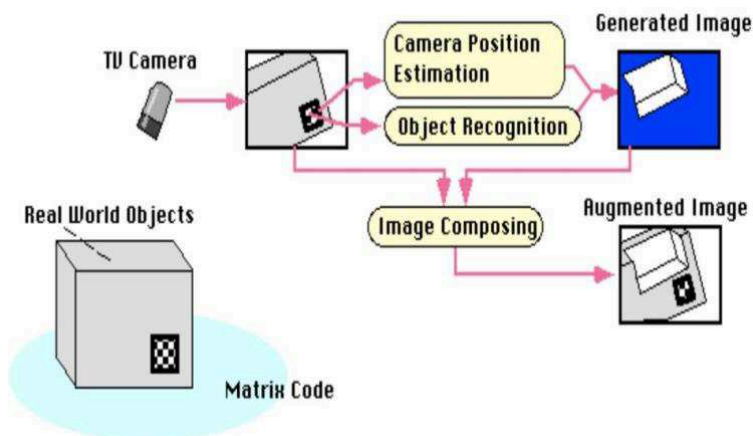 Generated Image
TV Camera
Camera Position
Estimation
Object Recognition
Real World Objects
Image Composing
Augmented Image
Matrix Code